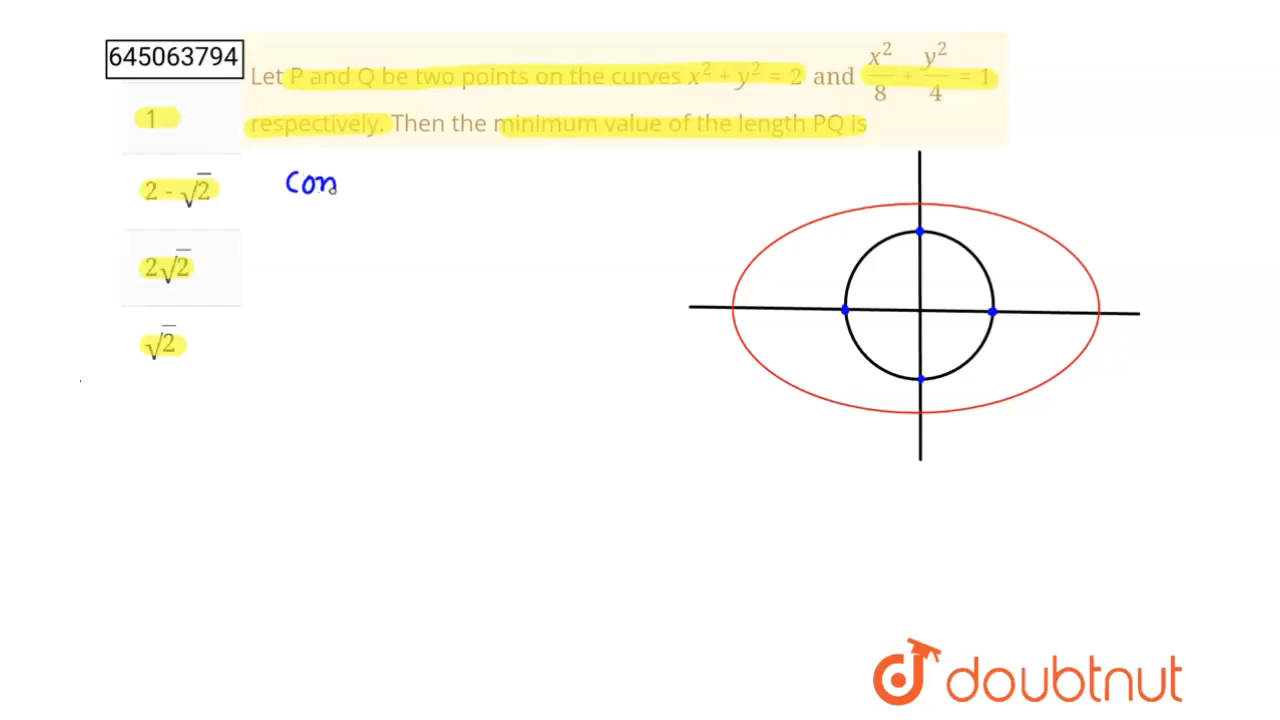 645063794
Let P and Q be two points on the curves x² + y² = 2 and x²/8 + y²/4 = 1
respectively. Then the minimum value of the length PQ is
1
2 - √2
2√2
√2
Con
doubtnut